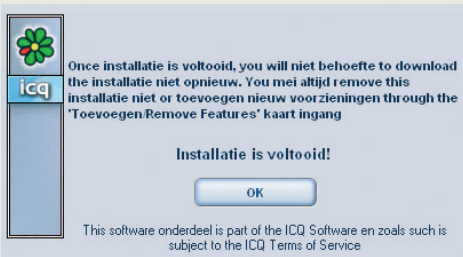 icq
Once installatie is voltooid, you will niet behoefte to download
the installatie niet opnieuw. You mei altijd remove this
installatie niet or toevoegen nieuw voorzieningen through the
'Toevoegen/Remove Features' kaart ingang
Installatie is voltooid!
OK
This software onderdeel is part of the ICQ Software en zoals such is
subject to the ICQ Terms of Service